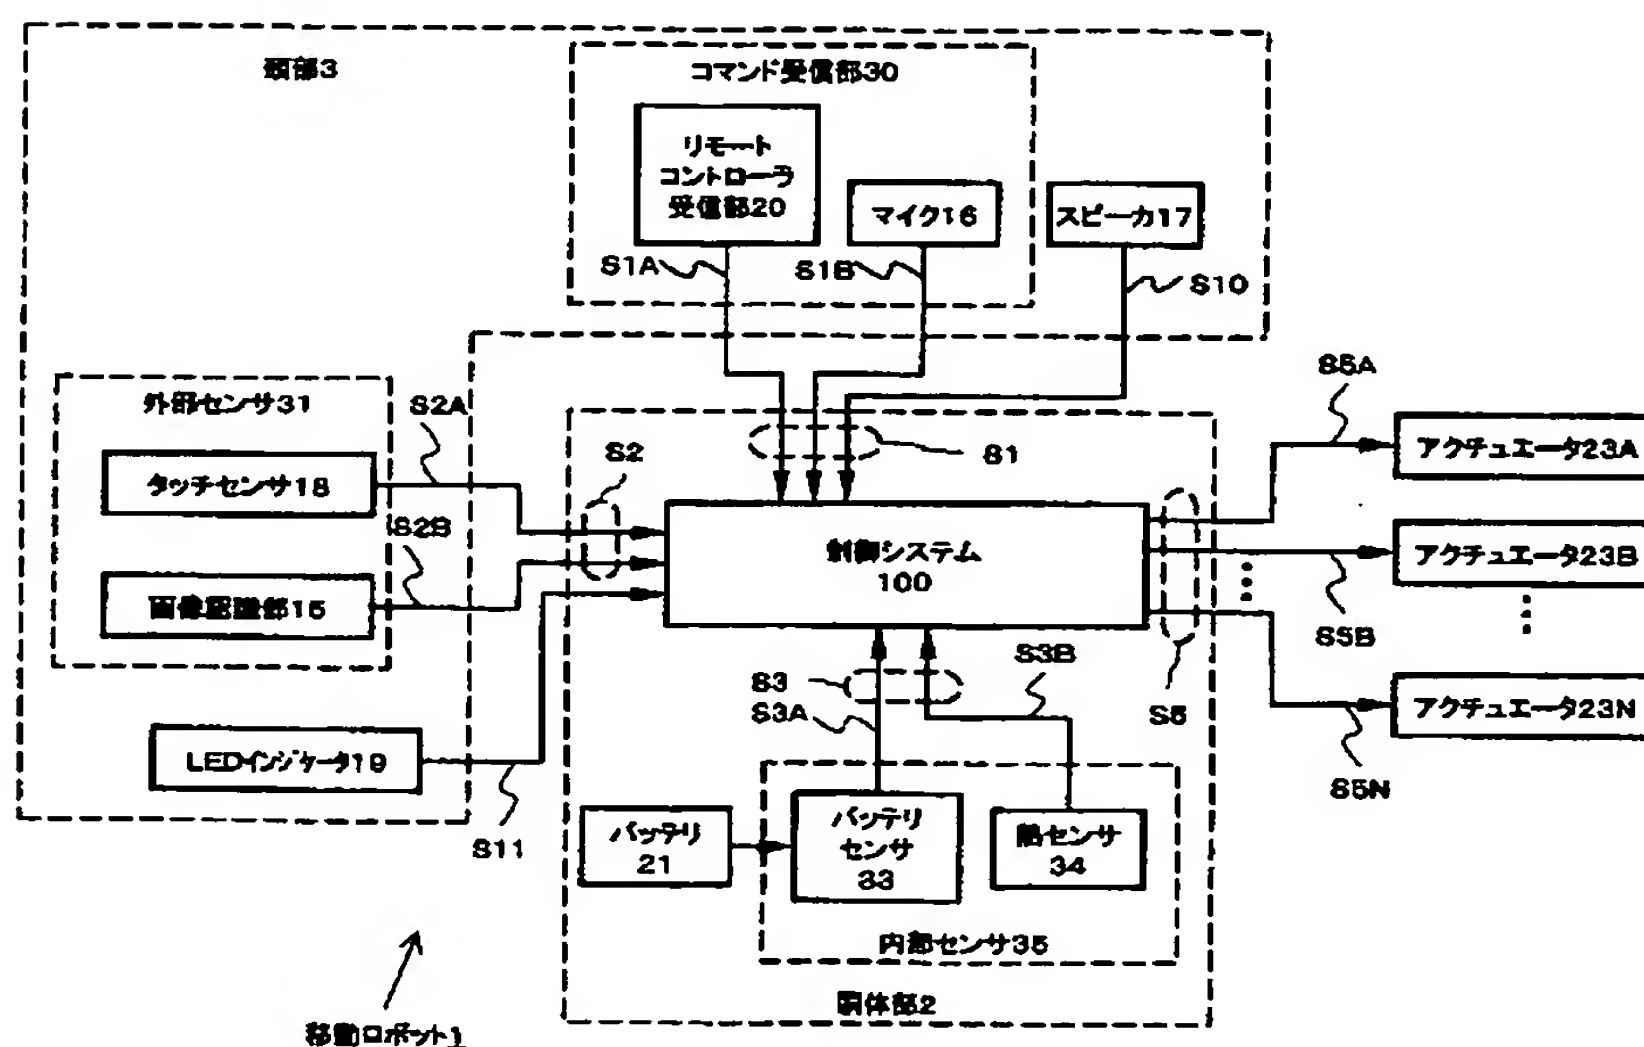 頭部3
コマンド受信部30
リモート
コントローラ
受信部20
マイク16
スピーカ17
S1A
S1B
S10
外部センサ31
S2A
タッチセンサ18
S2B
画像認識部15
LEDインジケータ19
S11
S2
S1
制御システム
100
S5A
アクチュエータ23A
アクチュエータ23B
S5B
アクチュエータ23N
S5N
S5
S3
S3A
S3B
バッテリ
21
バッテリ
センサ
33
熱センサ
34
内部センサ35
胴体部2
移動ロボット1